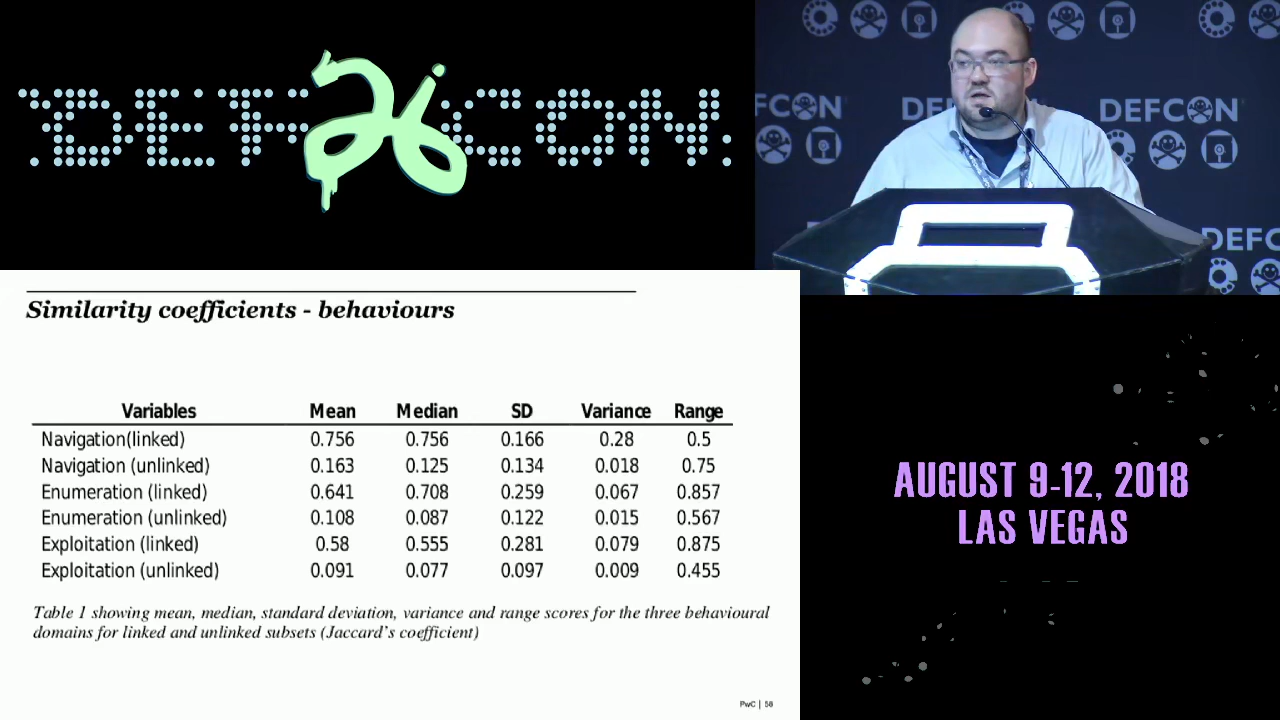 DEF 26 CON
DEFCON
Similarity coefficients - behaviours
Variables Mean Median SD Variance Range
Navigation(linked) 0.756 0.756 0.166 0.28 0.5
Navigation (unlinked) 0.163 0.125 0.134 0.018 0.75
Enumeration (linked) 0.641 0.708 0.259 0.067 0.857
Enumeration (unlinked) 0.108 0.087 0.122 0.015 0.567
Exploitation (linked) 0.58 0.555 0.281 0.079 0.875
Exploitation (unlinked) 0.091 0.077 0.097 0.009 0.455
Table 1 showing mean, median, standard deviation, variance and range scores for the three behavioural
domains for linked and unlinked subsets (Jaccard's coefficient)
PwC | 56
AUGUST 9-12, 2018
LAS VEGAS